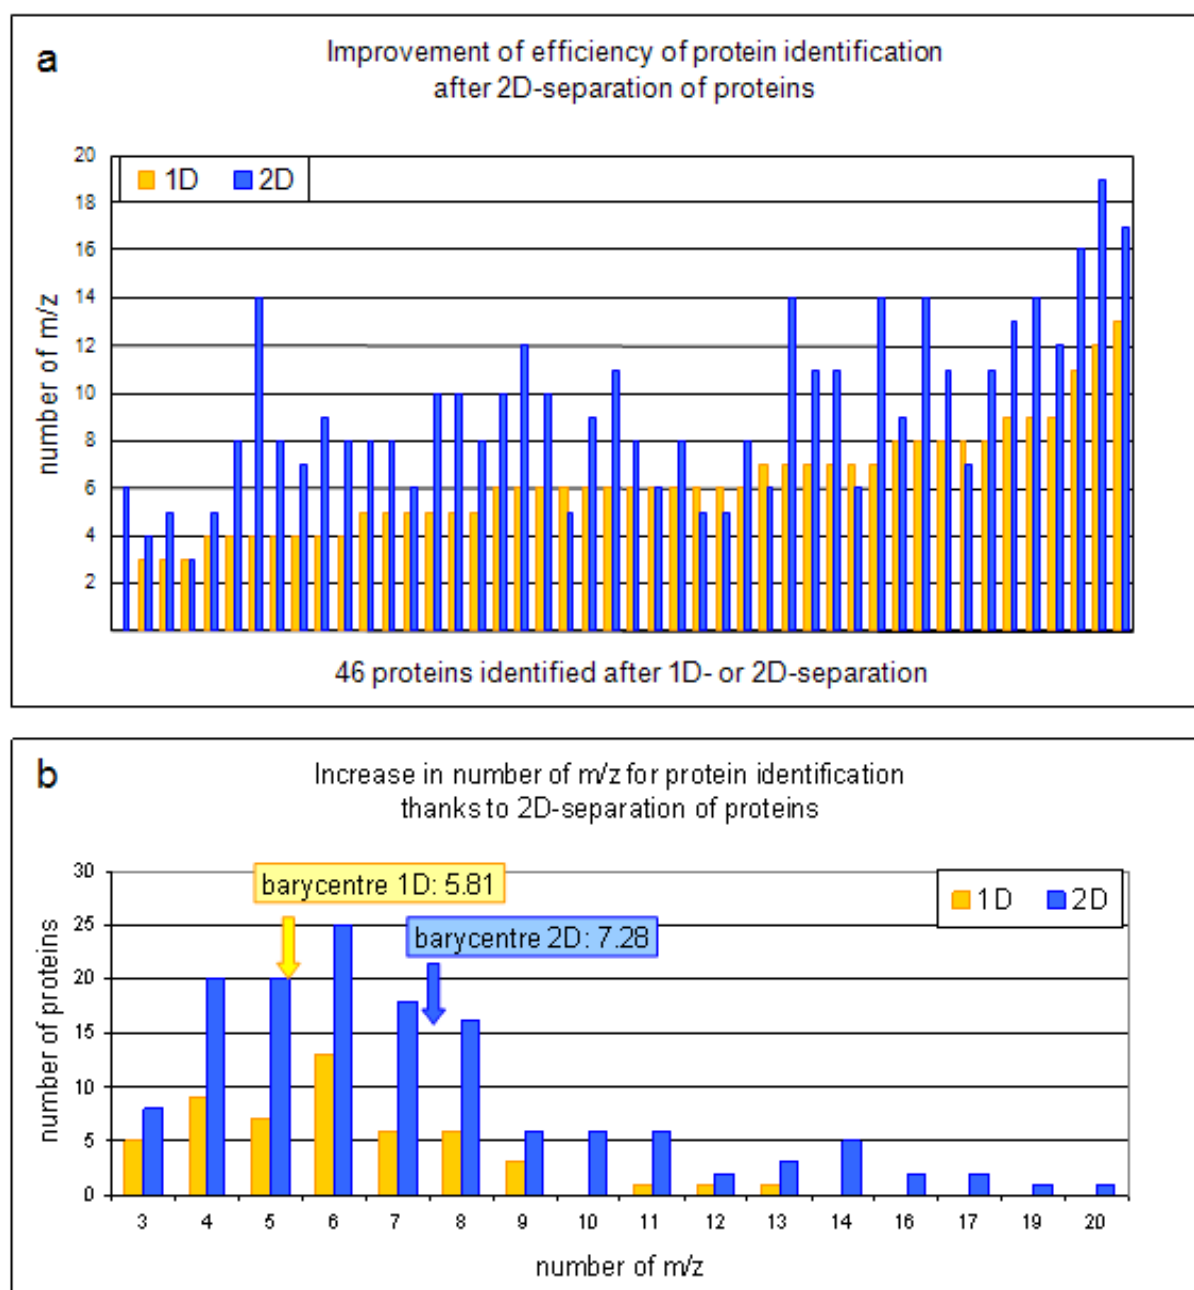 a
Improvement of efficiency of protein identification
after 2D-separation of proteins
1D 2D
number of m/z
20
18
16
14
12
10
8
6
4
2
46 proteins identified after 1D- or 2D-separation
b
Increase in number of m/z for protein identification
thanks to 2D-separation of proteins
barycentre 1D: 5.81
barycentre 2D: 7.28
1D 2D
number of proteins
30
25
20
15
10
5
0
3 4 5 6 7 8 9 10 11 12 13 14 16 17 19 20
number of m/z